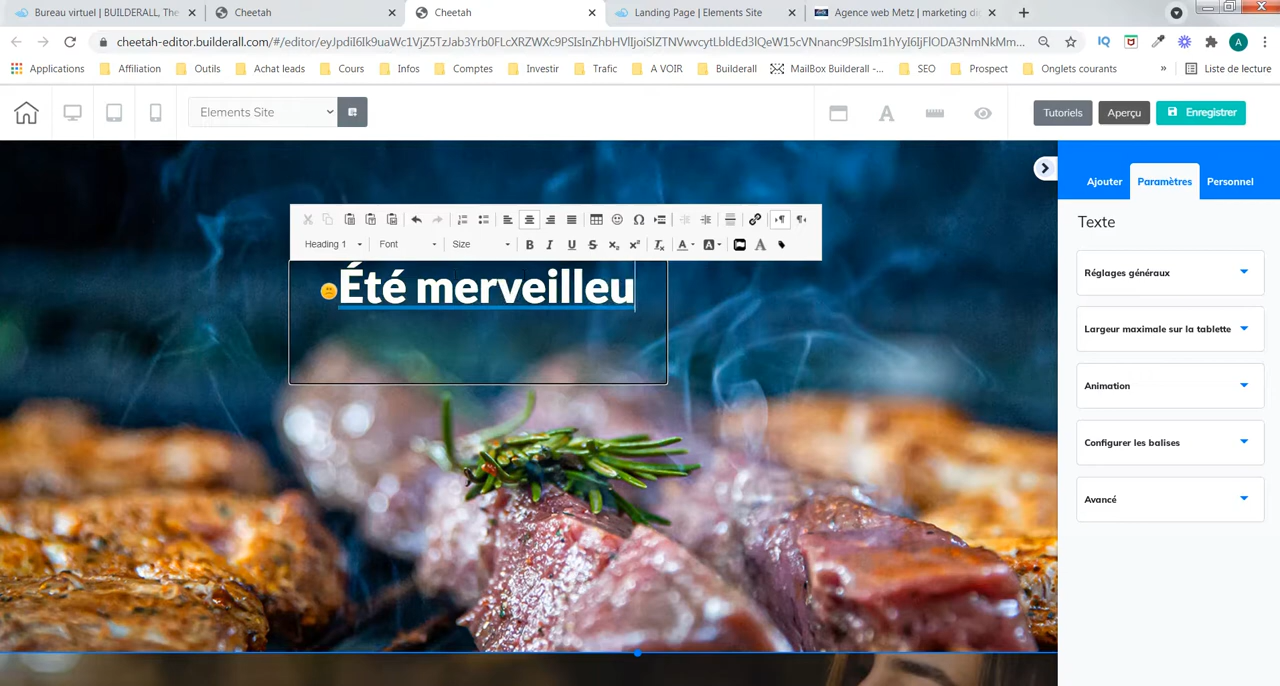 Bureau virtuel | BUILDERALL, The
Cheetah
Cheetah
Landing Page | Elements Site
Agence web Metz | marketing di
Applications
Affiliation
Outils
Achat leads
Cours
Infos
Comptes
Investir
Trafic
A VOIR
Builderall
MailBox Builderall -...
SEO
Prospect
Onglets courants
»
Liste de lecture
Elements Site
Tutoriels
Aperçu
Enregistrer
Ajouter
Paramètres
Personnel
Texte
Heading 1
Font
Size
Été merveilleu
Réglages généraux
Largeur maximale sur la tablette
Animation
Configurer les balises
Avancé